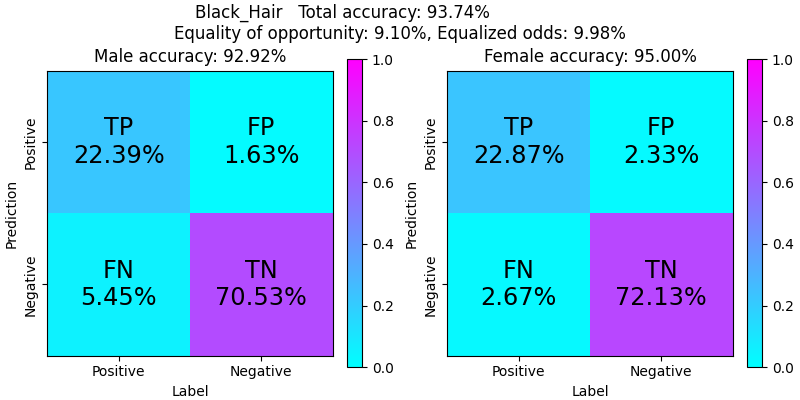 Black_Hair   Total accuracy: 93.74%
Equality of opportunity: 9.10%, Equalized odds: 9.98%
Male accuracy: 92.92%
TP
22.39%
FP
1.63%
FN
5.45%
TN
70.53%
Positive
Negative
Prediction
Positive
Negative
Label
1.0
0.8
0.6
0.4
0.2
0.0
Female accuracy: 95.00%
TP
22.87%
FP
2.33%
FN
2.67%
TN
72.13%
Positive
Negative
Prediction
Positive
Negative
Label
1.0
0.8
0.6
0.4
0.2
0.0